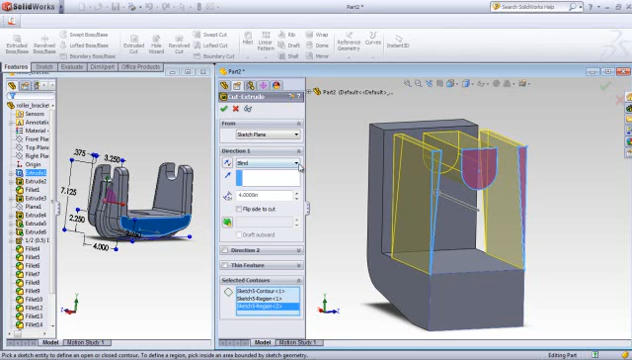 SolidWorks
Part2 *
Search SolidWorks Help
Extruded Boss/Base
Revolved Boss/Base
Swept Boss/Base
Lofted Boss/Base
Boundary Boss/Base
Extruded Cut
Hole Wizard
Revolved Cut
Swept Cut
Lofted Cut
Boundary Cut
Fillet
Linear Pattern
Rib
Draft
Shell
Wrap
Dome
Mirror
Reference Geometry
Curves
Instant3D
Features
Sketch
Evaluate
DimXpert
Office Products
roller_bracket
Sensors
Annotation
Material
Front Plane
Top Plane
Right Plane
Origin
Extrude1
Extrude2
Fillet1
Extrude3
Plane1
Extrude4
Extrude5
Extrude6
1/2 (0.5)
Fillet4
Fillet5
Fillet6
Fillet7
Fillet8
Fillet9
Fillet10
Fillet12
Fillet13
Fillet14
.375
3.250
7.125
2.250
4.000
Part2 *
Cut-Extrude
From
Sketch Plane
Direction 1
Blind
4.0000in
Flip side to cut
Draft outward
Direction 2
Thin Feature
Selected Contours
Sketch5-Contour<1>
Sketch5-Region<1>
Sketch5-Region<2>
Part2 (Default<<Default>_...
Motion Study 1
Motion Study 1
Pick a sketch entity to define an open or closed contour. To define a region, pick inside an area bounded by sketch geometry.
Editing Part